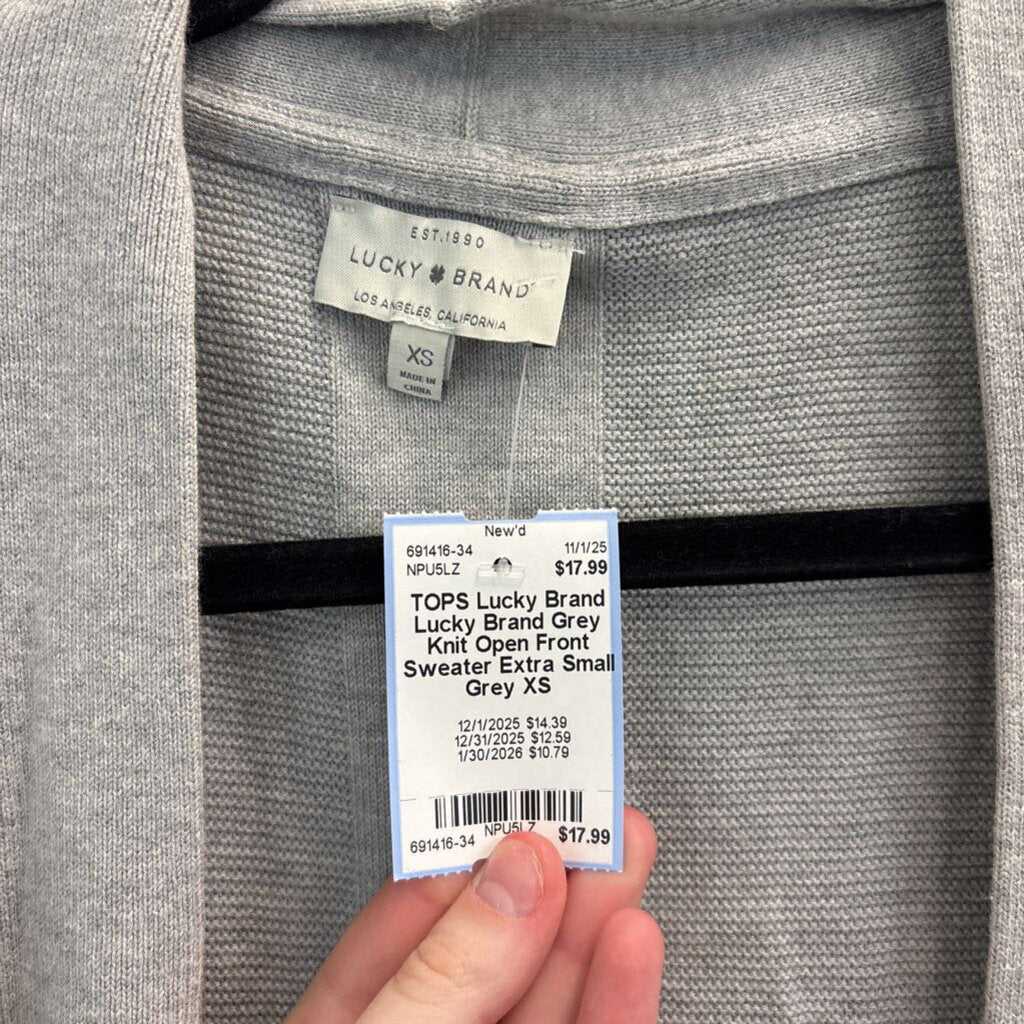 EST.1990
LUCKY BRAND
LOS ANGELES, CALIFORNIA
XS
MADE IN
CHINA
New'd
691416-34 11/1/25
NPU5LZ $17.99
TOPS Lucky Brand
Lucky Brand Grey
Knit Open Front
Sweater Extra Small
Grey XS
12/1/2025 $14.39
12/31/2025 $12.59
1/30/2026 $10.79
NPU5LZ
691416-34 $17.99